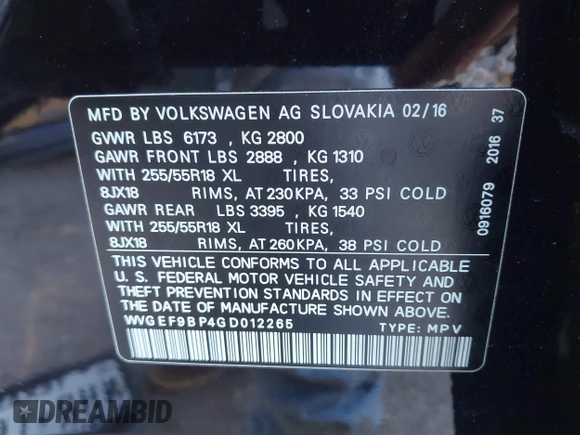 MFD BY VOLKSWAGEN AG SLOVAKIA 02/16
GVWR LBS 6173 , KG 2800
GAWR FRONT LBS 2888 , KG 1310
WITH 255/55R18 XL TIRES,
8JX18 RIMS, AT 230 KPA, 33 PSI COLD
GAWR REAR LBS 3395 , KG 1540
WITH 255/55R18 XL TIRES,
8JX18 RIMS, AT 260 KPA, 38 PSI COLD
THIS VEHICLE CONFORMS TO ALL APPLICABLE
U. S. FEDERAL MOTOR VEHICLE SAFETY AND
THEFT PREVENTION STANDARDS IN EFFECT ON
THE DATE OF MANUFACTURE SHOWN ABOVE.
WVGEF9BP4GD012265 TYPE: MPV
0916079 2016 37
DREAMBID